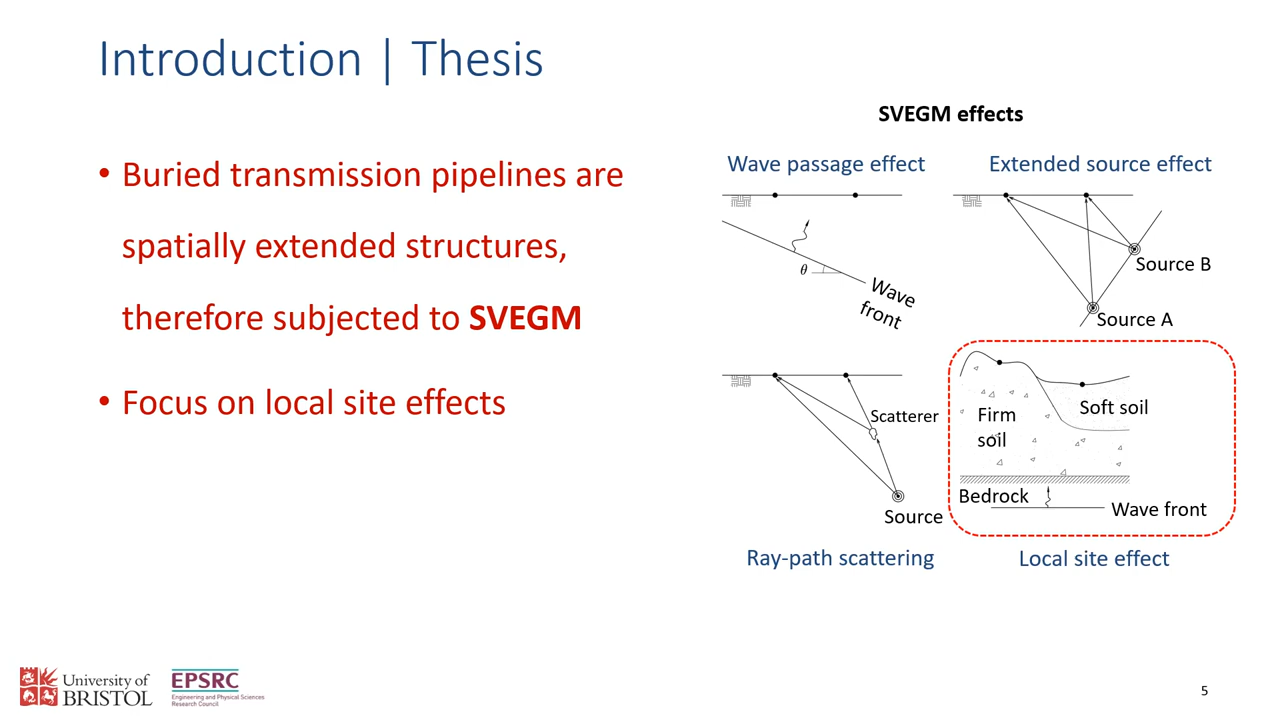 Introduction | Thesis
• Buried transmission pipelines are
spatially extended structures,
therefore subjected to SVEGM
• Focus on local site effects
SVEGM effects
Wave passage effect
θ
Wave
front
Extended source effect
Source B
Source A
Scatterer
Source
Ray-path scattering
Firm
soil
Soft soil
Bedrock
Wave front
Local site effect
University of
BRISTOL
EPSRC
Engineering and Physical Sciences
Research Council
5